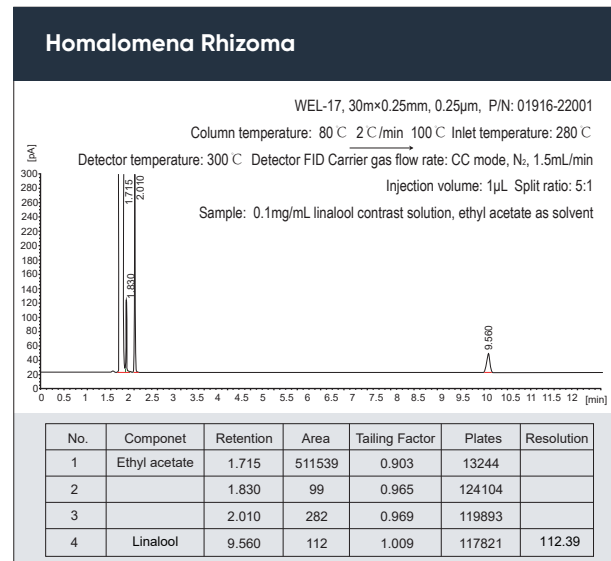 Homalomena Rhizoma
WEL-17, 30m×0.25mm, 0.25μm, P/N: 01916-22001
Column temperature: 80℃ 2℃/min 100℃ Inlet temperature: 280℃
Detector temperature: 300℃ Detector FID Carrier gas flow rate: CC mode, N₂, 1.5mL/min
Injection volume: 1μL Split ratio: 5:1
Sample: 0.1mg/mL linalool contrast solution, ethyl acetate as solvent
[pA]
300
280
260
240
220
200
180
160
140
120
100
80
60
40
20
0
1.715
1.830
2.010
9.560
0 0.5 1 1.5 2 2.5 3 3.5 4 4.5 5 5.5 6 6.5 7 7.5 8 8.5 9 9.5 10 10.5 11 11.5 12 [min]
No. Componet Retention Area Tailing Factor Plates Resolution
1 Ethyl acetate 1.715 511539 0.903 13244
2 1.830 99 0.965 124104
3 2.010 282 0.969 119893
4 Linalool 9.560 112 1.009 117821 112.39